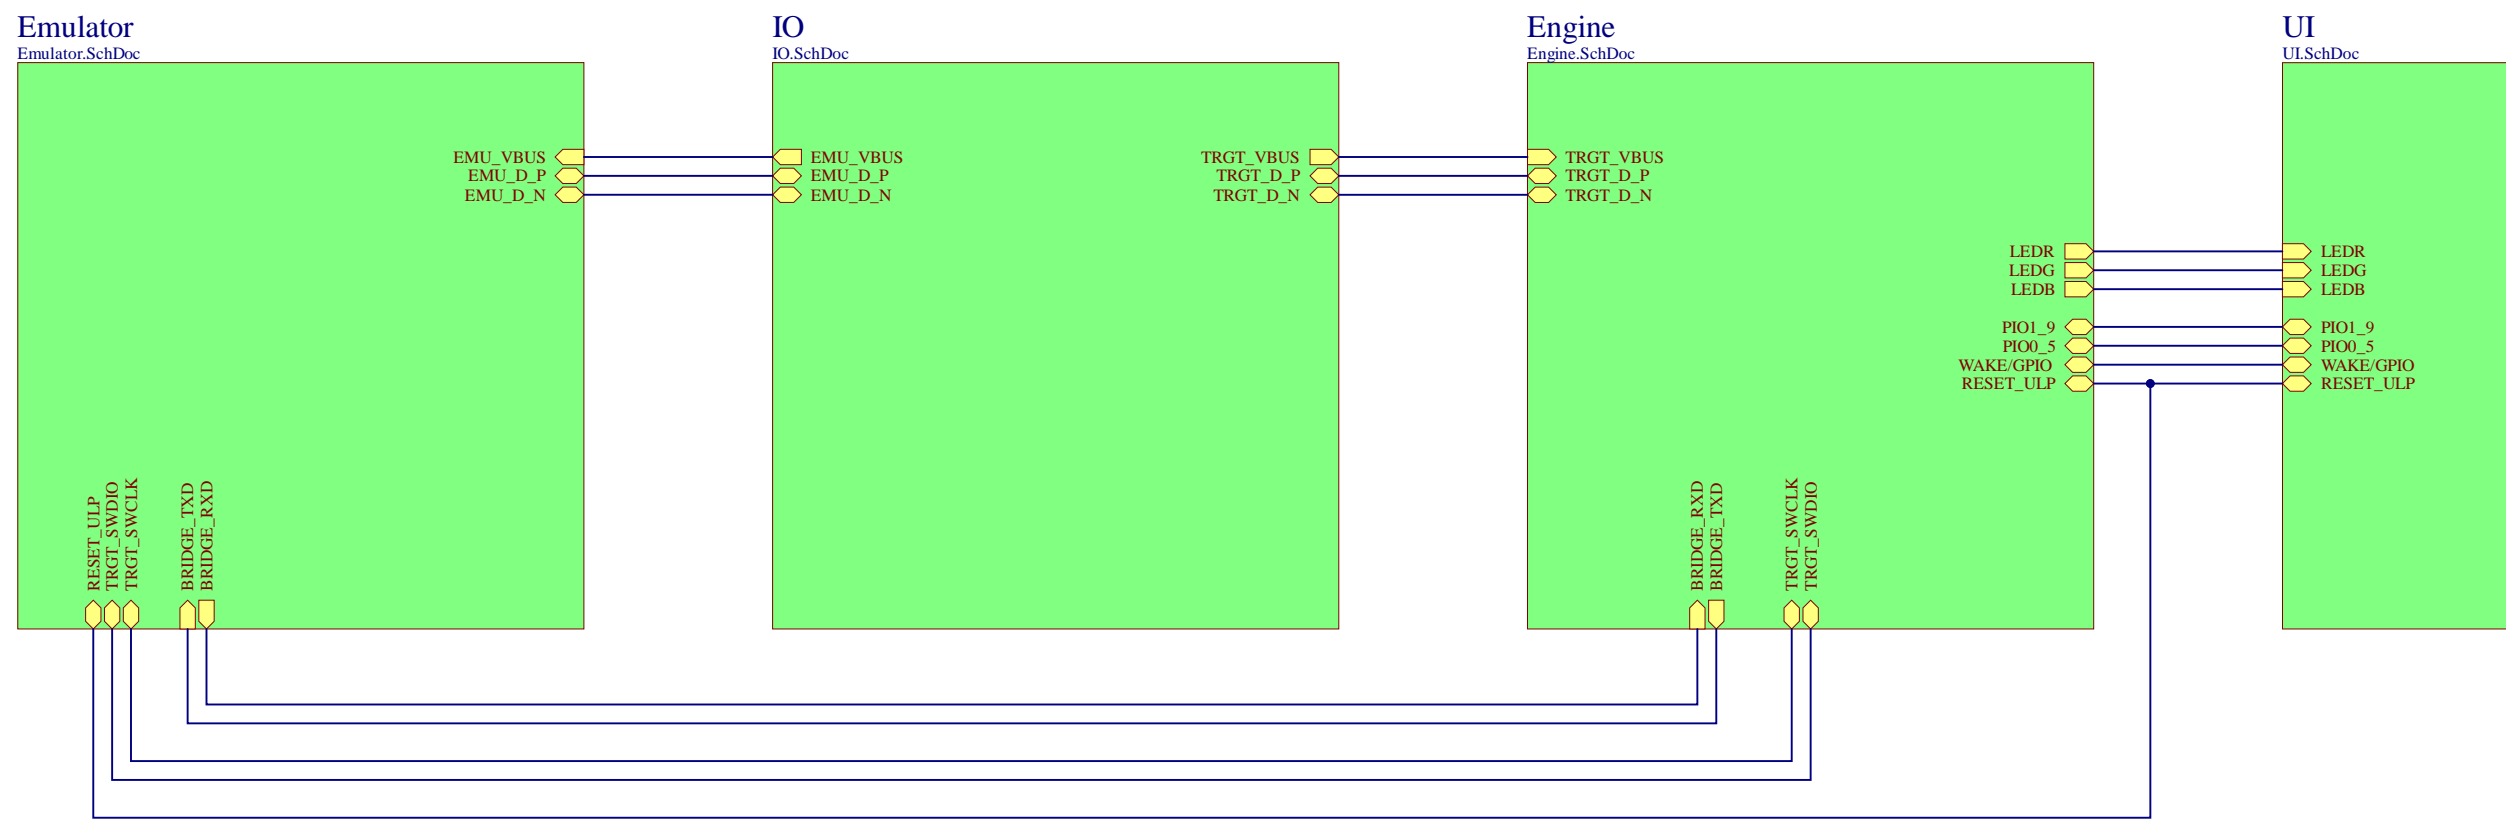 Emulator
Emulator.SchDoc
EMU_VBUS
EMU_D_P
EMU_D_N
RESET_ULP
TRGT_SWDIO
TRGT_SWCLK
BRIDGE_TXD
BRIDGE_RXD
IO
IO.SchDoc
EMU_VBUS
EMU_D_P
EMU_D_N
TRGT_VBUS
TRGT_D_P
TRGT_D_N
Engine
Engine.SchDoc
TRGT_VBUS
TRGT_D_P
TRGT_D_N
LEDR
LEDG
LEDB
PIO1_9
PIO0_5
WAKE/GPIO
RESET_ULP
BRIDGE_RXD
BRIDGE_TXD
TRGT_SWCLK
TRGT_SWDIO
UI
UI.SchDoc
LEDR
LEDG
LEDB
PIO1_9
PIO0_5
WAKE/GPIO
RESET_ULP